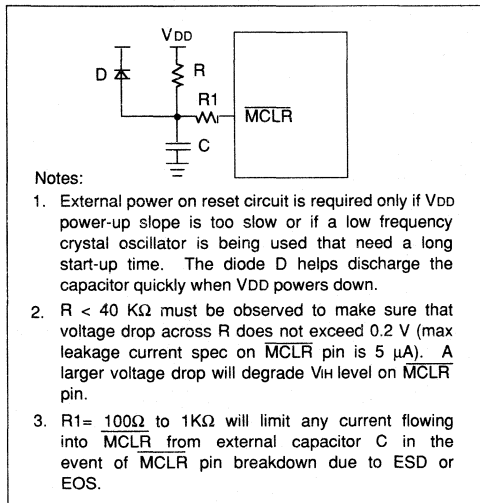 VDD
D
R
R1
MCLR
C
Notes:
1. External power on reset circuit is required only if VDD
power-up slope is too slow or if a low frequency
crystal oscillator is being used that need a long
start-up time. The diode D helps discharge the
capacitor quickly when VDD powers down.
2. R < 40 KΩ must be observed to make sure that
voltage drop across R does not exceed 0.2 V (max
leakage current spec on MCLR pin is 5 µA). A
larger voltage drop will degrade VIH level on MCLR
pin.
3. R1= 100Ω to 1KΩ will limit any current flowing
into MCLR from external capacitor C in the
event of MCLR pin breakdown due to ESD or
EOS.